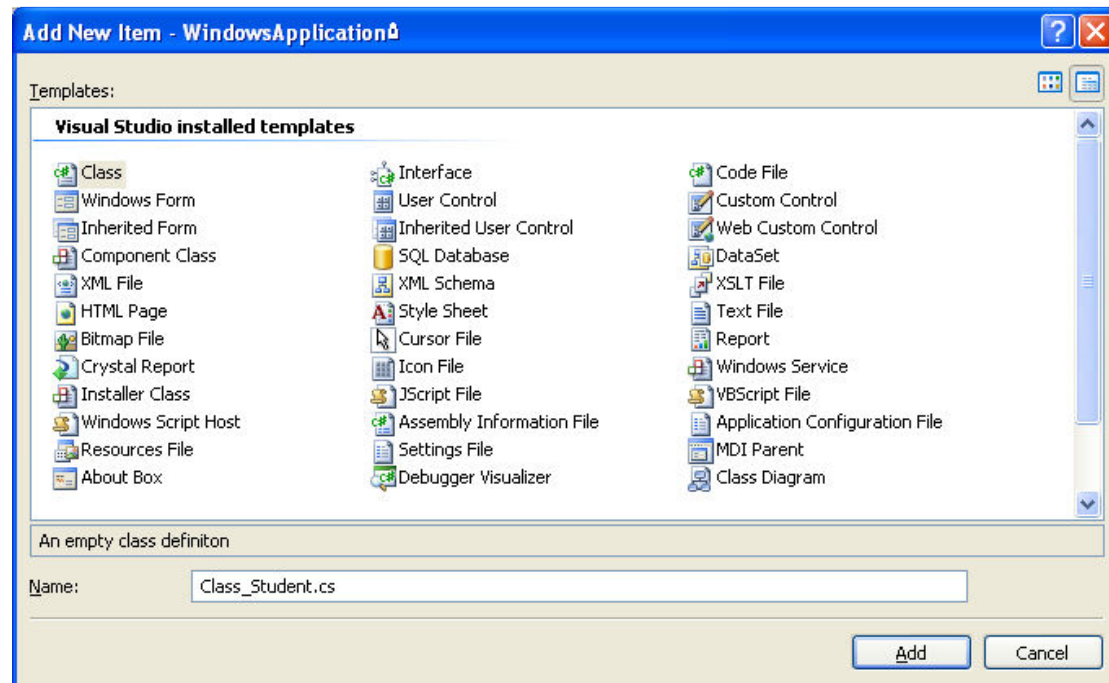 Add New Item - WindowsApplication
Templates:
Visual Studio installed templates
Class Interface Code File
Windows Form User Control Custom Control
Inherited Form Inherited User Control Web Custom Control
Component Class SQL Database DataSet
XML File XML Schema XSLT File
HTML Page Style Sheet Text File
Bitmap File Cursor File Report
Crystal Report Icon File Windows Service
Installer Class JScript File VBScript File
Windows Script Host Assembly Information File Application Configuration File
Resources File Settings File MDI Parent
About Box Debugger Visualizer Class Diagram
An empty class definiton
Name: Class_Student.cs
Add Cancel